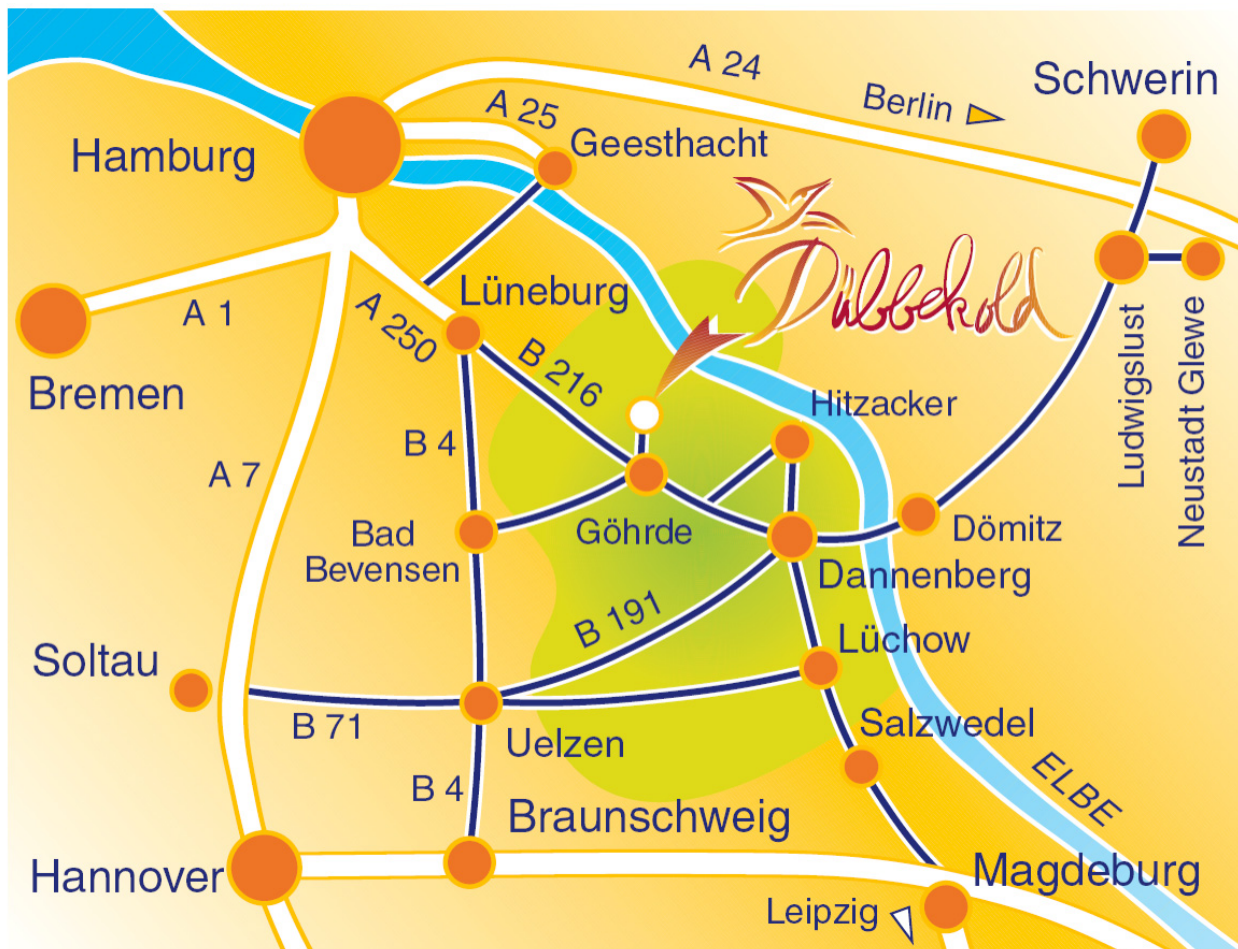 A 24
Schwerin
Berlin
A 25
Geesthacht
Hamburg
Dübbekold
Lüneburg
A 1
A 250
Bremen
B 216
Hitzacker
Ludwigslust
Neustadt Glewe
B 4
A 7
Göhrde
Dömitz
Bad
Bevensen
Dannenberg
B 191
Lüchow
Soltau
B 71
Uelzen
Salzwedel
ELBE
B 4
Braunschweig
Hannover
Magdeburg
Leipzig